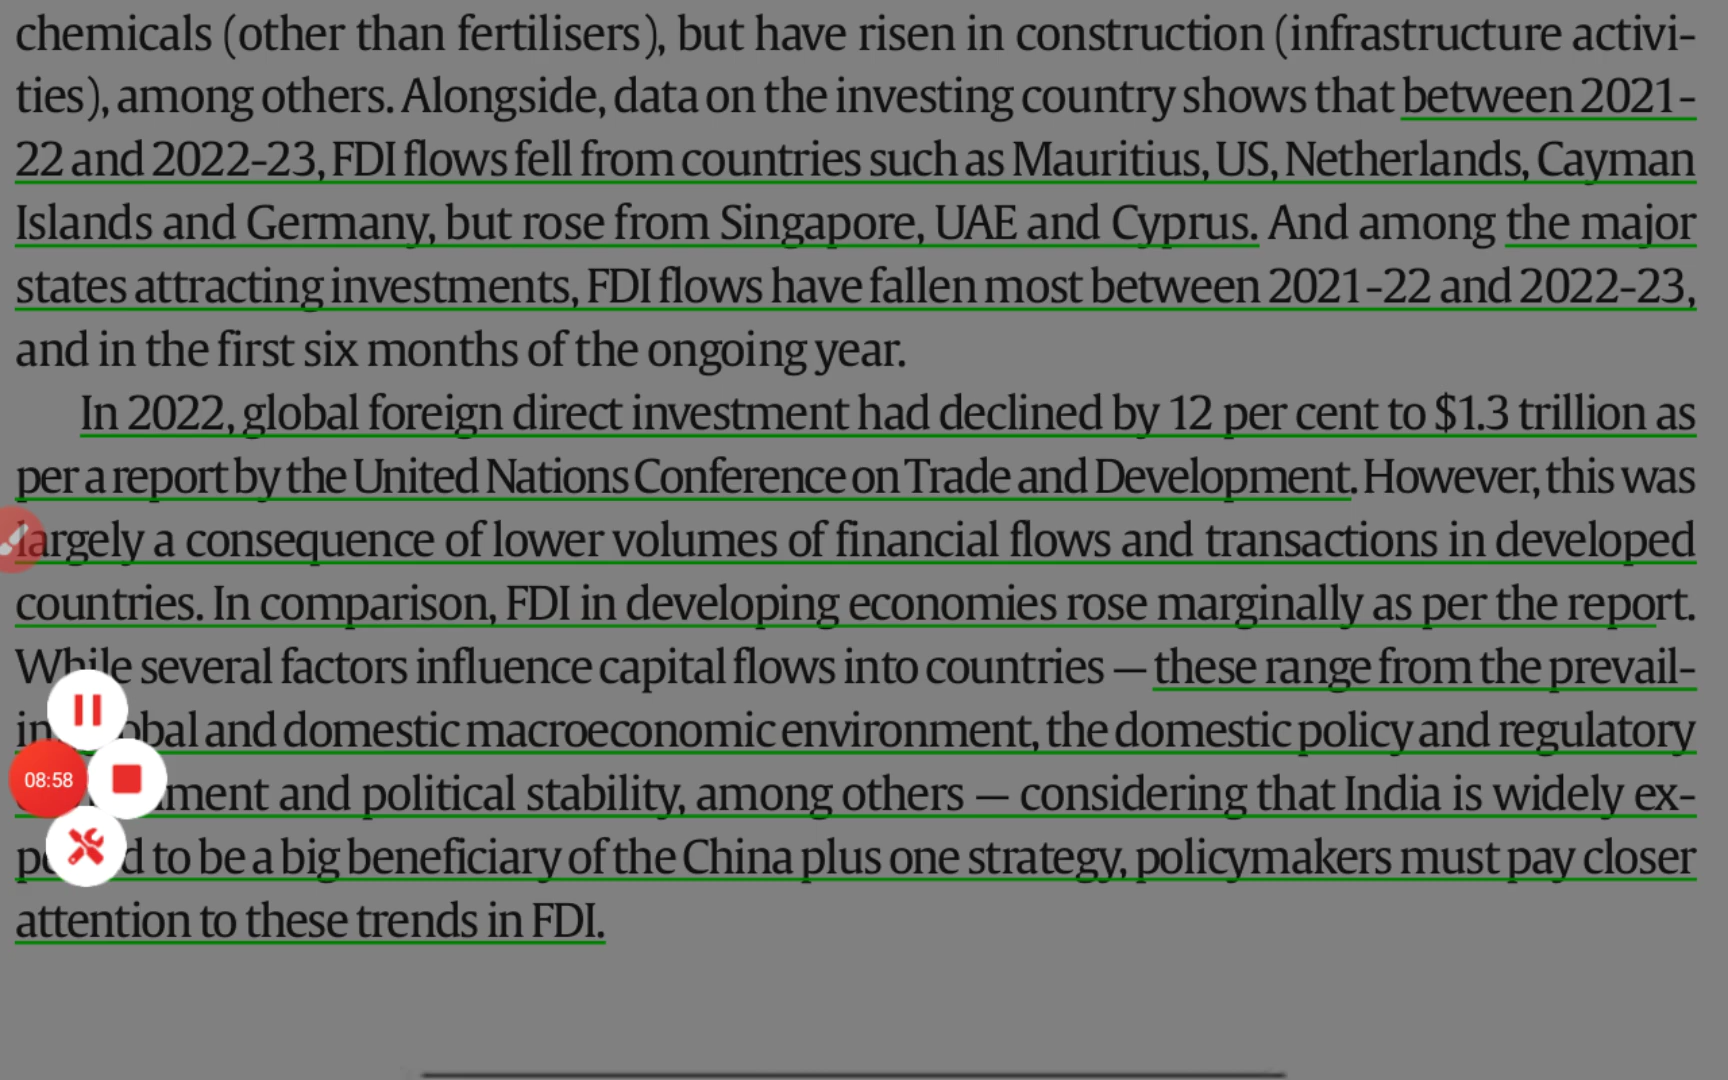 chemicals (other than fertilisers), but have risen in construction (infrastructure activi-
ties), among others. Alongside, data on the investing country shows that between 2021-
22 and 2022-23, FDI flows fell from countries such as Mauritius, US, Netherlands, Cayman
Islands and Germany, but rose from Singapore, UAE and Cyprus. And among the major
states attracting investments, FDI flows have fallen most between 2021-22 and 2022-23,
and in the first six months of the ongoing year.
In 2022, global foreign direct investment had declined by 12 per cent to $1.3 trillion as
per a report by the United Nations Conference on Trade and Development. However, this was
largely a consequence of lower volumes of financial flows and transactions in developed
countries. In comparison, FDI in developing economies rose marginally as per the report.
While several factors influence capital flows into countries — these range from the prevail-
and domestic macroeconomic environment, the domestic policy and regulatory
and political stability, among others — considering that India is widely ex-
to be a big beneficiary of the China plus one strategy, policymakers must pay closer
attention to these trends in FDI.
08:58